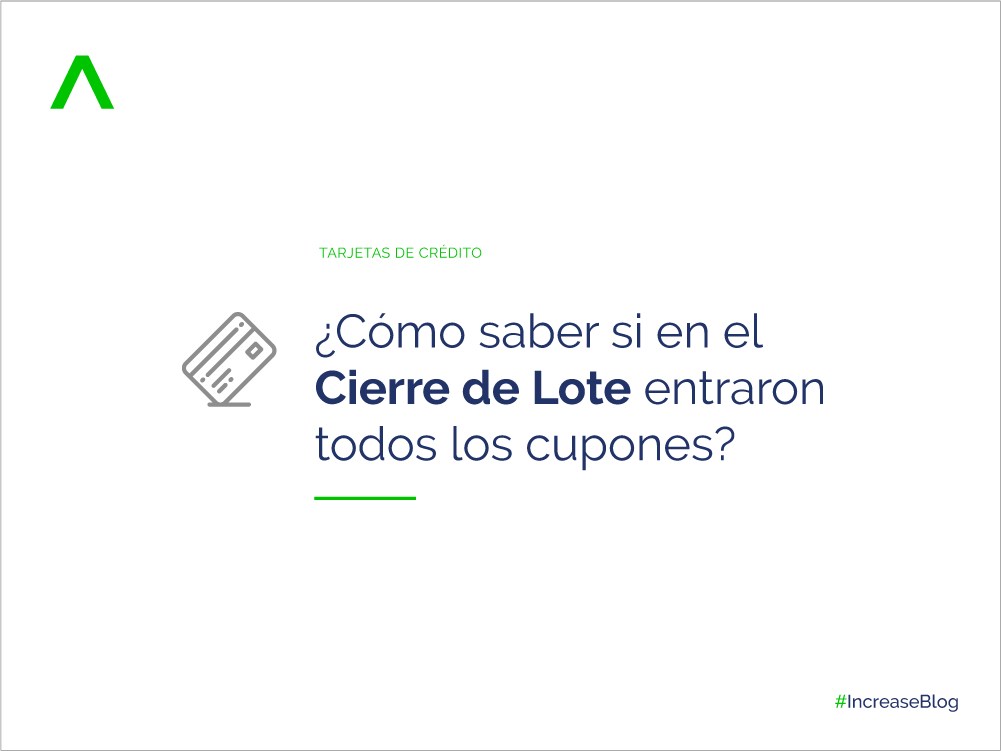 TARJETAS DE CRÉDITO
¿Cómo saber si en el
Cierre de Lote entraron
todos los cupones?
#IncreaseBlog